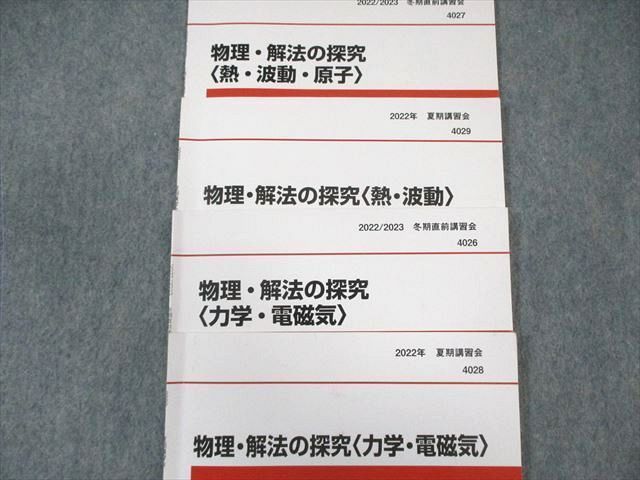 2022/2023 冬期直前講習会
4027
物理・解法の探究
〈熱・波動・原子〉
2022年 夏期講習会
4029
物理・解法の探究〈熱・波動〉
2022/2023 冬期直前講習会
4026
物理・解法の探究
〈力学・電磁気〉
2022年 夏期講習会
4028
物理・解法の探究〈力学・電磁気〉